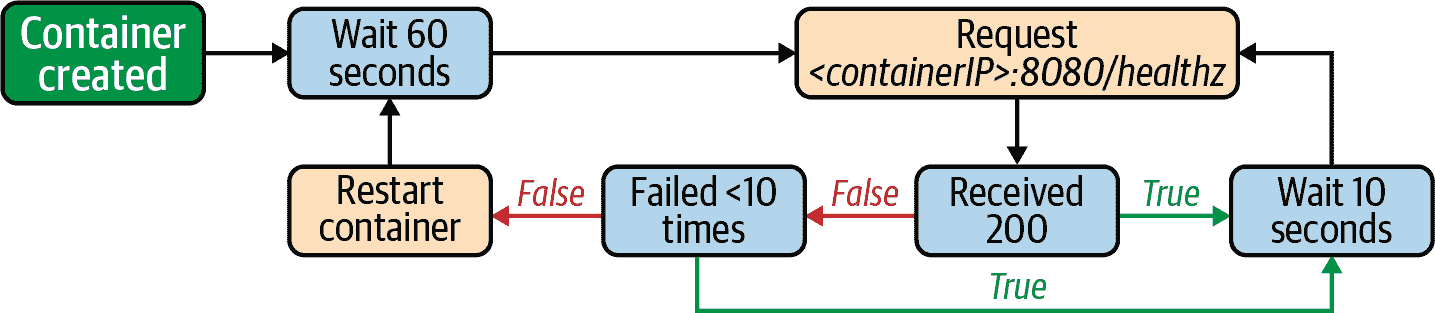 Container
created
Wait 60
seconds
Request
<containerIP>:8080/healthz
Restart
container
False
Failed <10
times
False
Received
200
True
Wait 10
seconds
True